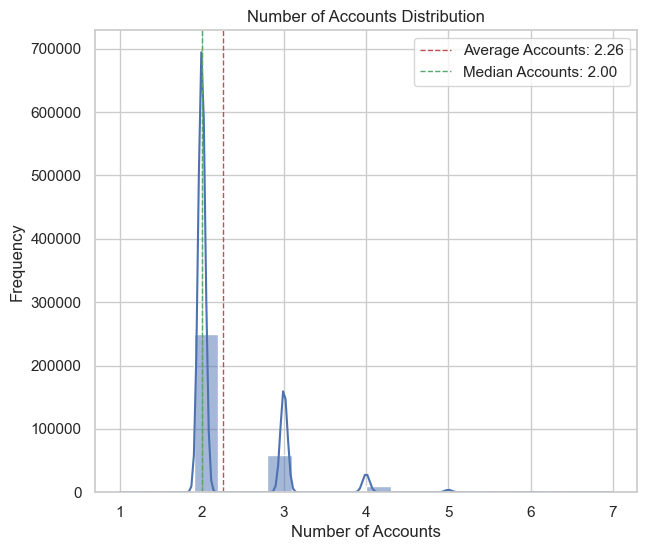 Number of Accounts Distribution
Average Accounts: 2.26
Median Accounts: 2.00
700000
600000
500000
400000
300000
200000
100000
0
Frequency
1 2 3 4 5 6 7
Number of Accounts